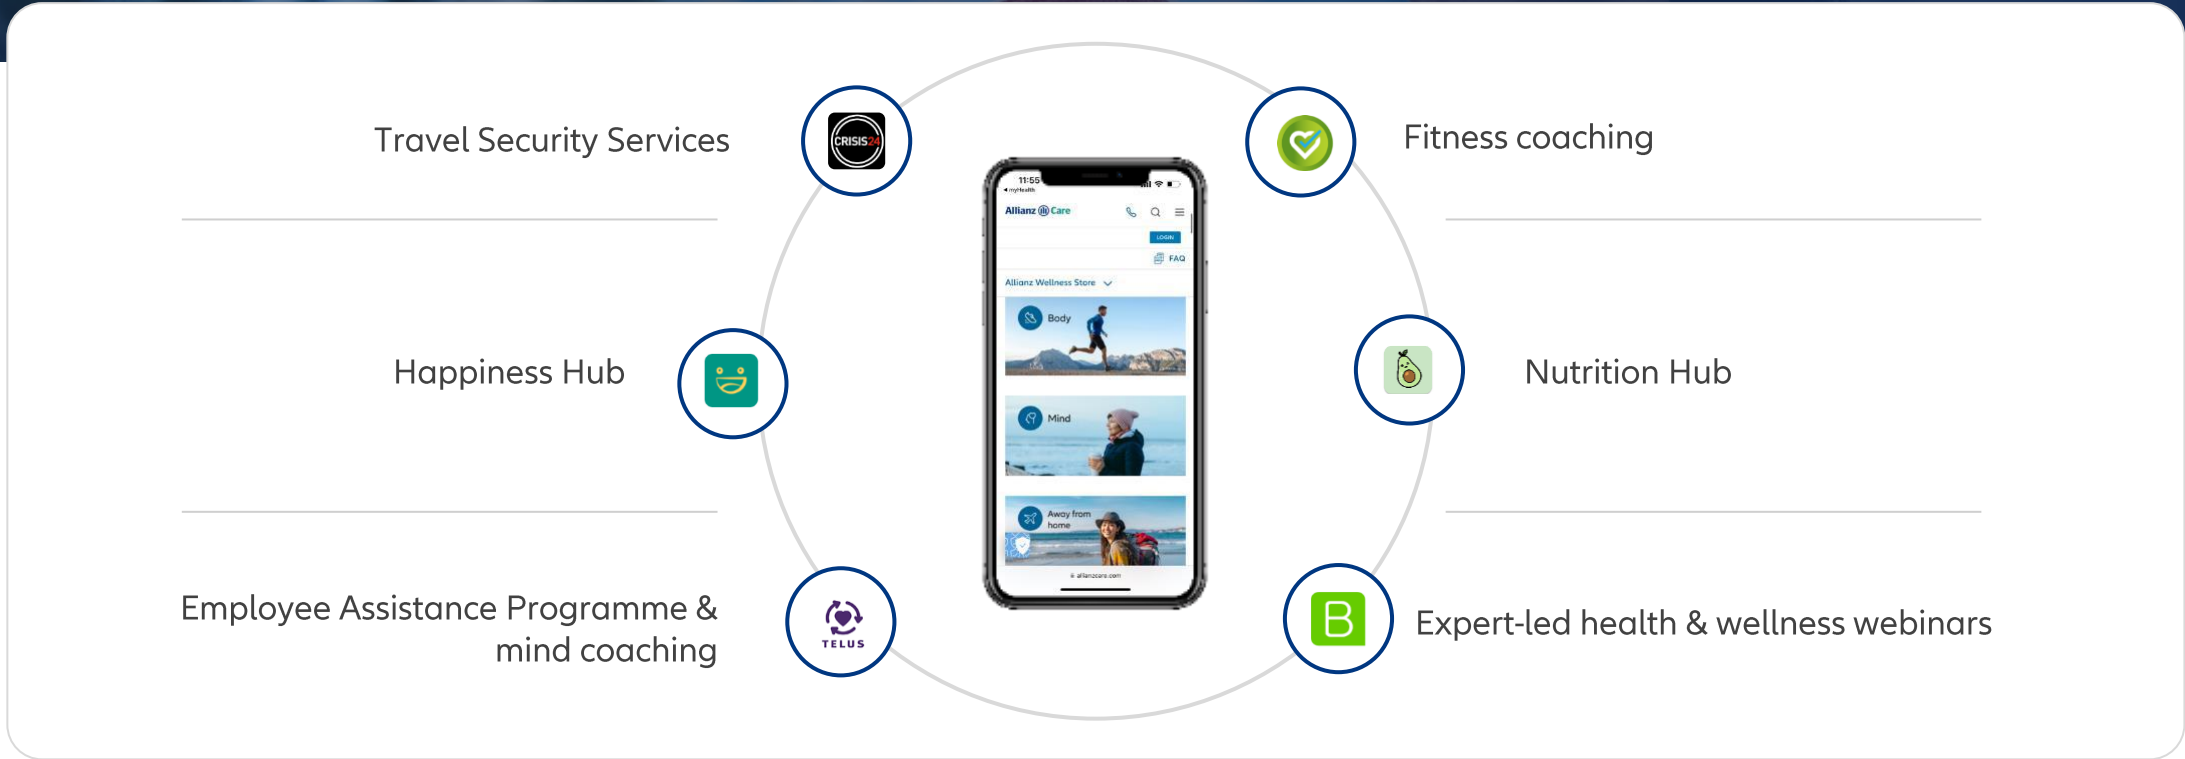 Travel Security Services
CRISIS24
Fitness coaching
Happiness Hub
Nutrition Hub
Employee Assistance Programme &
mind coaching
TELUS
B
Expert-led health & wellness webinars
11:55
myHealth
Allianz Care
LOGIN
FAQ
Allianz Wellness Store
Body
Mind
Away from
home
allianzcare.com